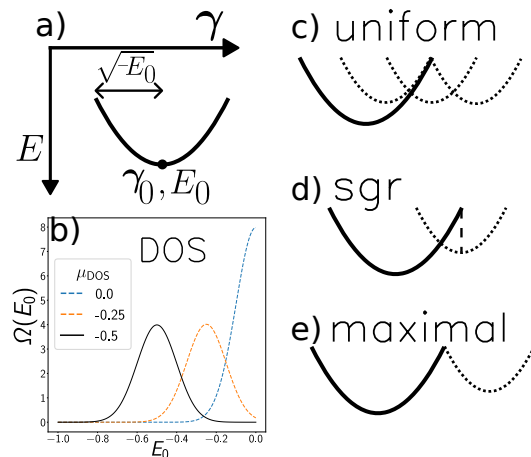 a)
γ
√-E₀
E
γ₀, E₀
b)
DOS
μ_DOS
0.0
-0.25
-0.5
Ω(E₀)
8
7
6
5
4
3
2
1
0
−1.0 −0.8 −0.6 −0.4 −0.2 0.0
E₀
c) uniform
d) sgr
e) maximal